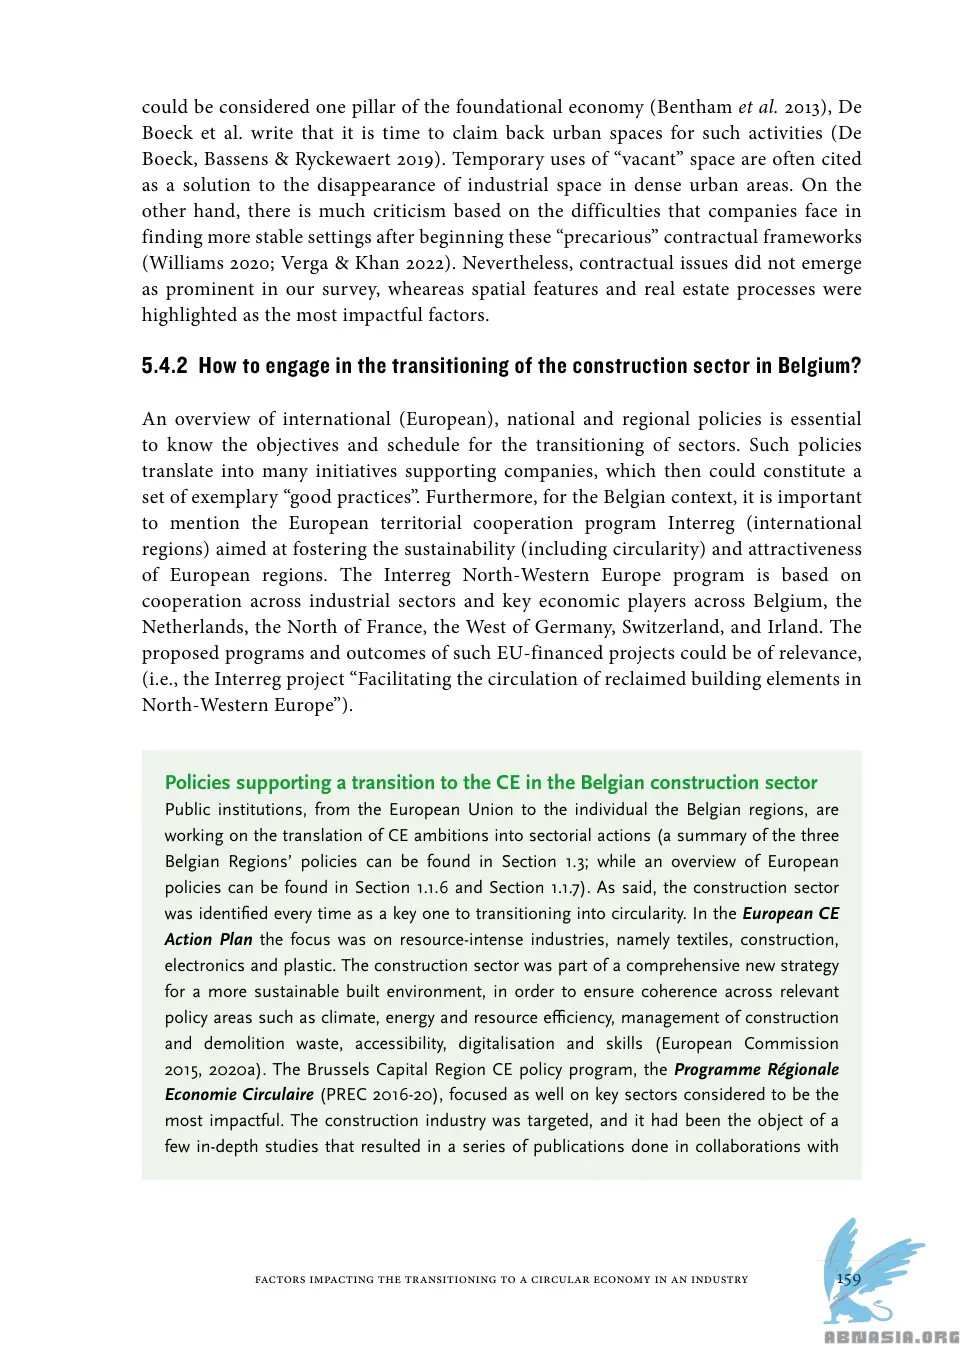 could be considered one pillar of the foundational economy (Bentham et al. 2013), De
Boeck et al. write that it is time to claim back urban spaces for such activities (De
Boeck, Bassens & Ryckewaert 2019). Temporary uses of “vacant” space are often cited
as a solution to the disappearance of industrial space in dense urban areas. On the
other hand, there is much criticism based on the difficulties that companies face in
finding more stable settings after beginning these “precarious” contractual frameworks
(Williams 2020; Verga & Khan 2022). Nevertheless, contractual issues did not emerge
as prominent in our survey, wheareas spatial features and real estate processes were
highlighted as the most impactful factors.
5.4.2 How to engage in the transitioning of the construction sector in Belgium?
An overview of international (European), national and regional policies is essential
to know the objectives and schedule for the transitioning of sectors. Such policies
translate into many initiatives supporting companies, which then could constitute a
set of exemplary “good practices”. Furthermore, for the Belgian context, it is important
to mention the European territorial cooperation program Interreg (international
regions) aimed at fostering the sustainability (including circularity) and attractiveness
of European regions. The Interreg North-Western Europe program is based on
cooperation across industrial sectors and key economic players across Belgium, the
Netherlands, the North of France, the West of Germany, Switzerland, and Irland. The
proposed programs and outcomes of such EU-financed projects could be of relevance,
(i.e., the Interreg project “Facilitating the circulation of reclaimed building elements in
North-Western Europe”).
Policies supporting a transition to the CE in the Belgian construction sector
Public institutions, from the European Union to the individual the Belgian regions, are
working on the translation of CE ambitions into sectorial actions (a summary of the three
Belgian Regions’ policies can be found in Section 1.3; while an overview of European
policies can be found in Section 1.1.6 and Section 1.1.7). As said, the construction sector
was identified every time as a key one to transitioning into circularity. In the European CE
Action Plan the focus was on resource-intense industries, namely textiles, construction,
electronics and plastic. The construction sector was part of a comprehensive new strategy
for a more sustainable built environment, in order to ensure coherence across relevant
policy areas such as climate, energy and resource efficiency, management of construction
and demolition waste, accessibility, digitalisation and skills (European Commission
2015, 2020a). The Brussels Capital Region CE policy program, the Programme Régionale
Economie Circulaire (PREC 2016-20), focused as well on key sectors considered to be the
most impactful. The construction industry was targeted, and it had been the object of a
few in-depth studies that resulted in a series of publications done in collaborations with
FACTORS IMPACTING THE TRANSITIONING TO A CIRCULAR ECONOMY IN AN INDUSTRY 159
ABNASIA.ORG